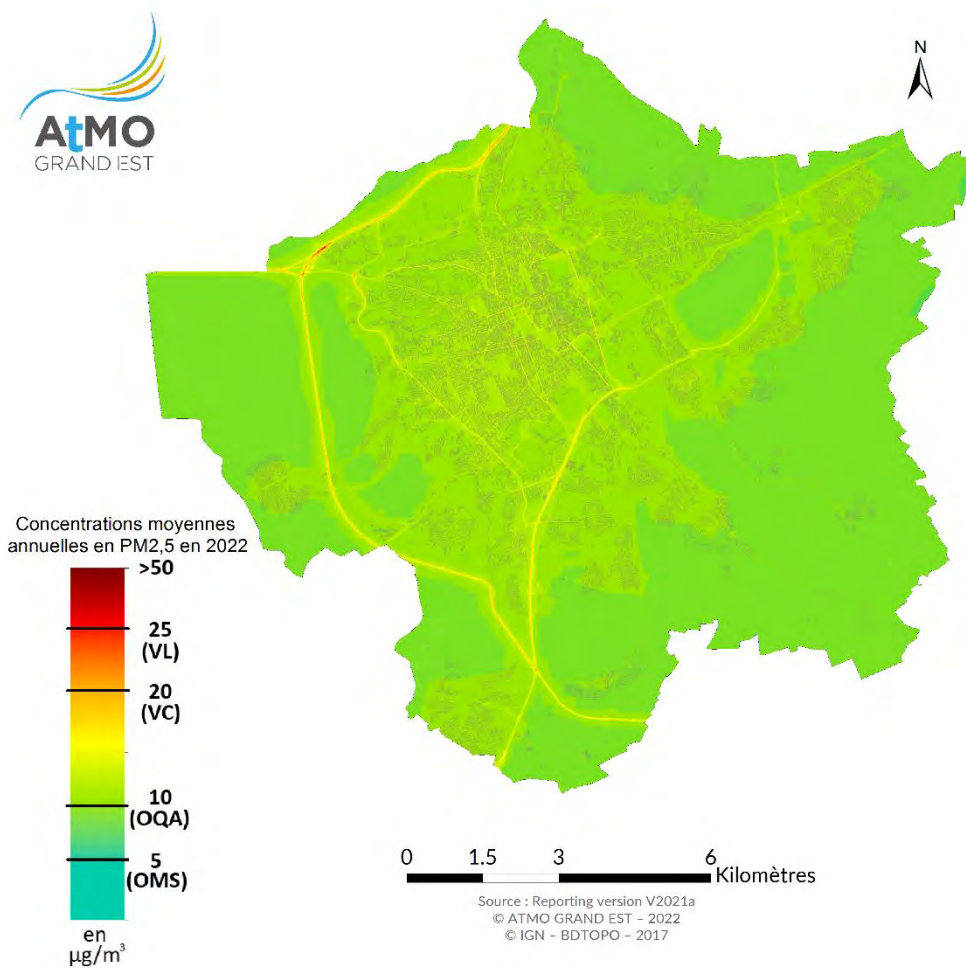 AtMO
GRAND EST
N
Concentrations moyennes
annuelles en PM2,5 en 2022
>50
25
(VL)
20
(VC)
10
(OQA)
5
(OMS)
en
µg/m³
0 1.5 3 6
Kilomètres
Source : Reporting version V2021a
© ATMO GRAND EST – 2022
© IGN – BDTOPO – 2017